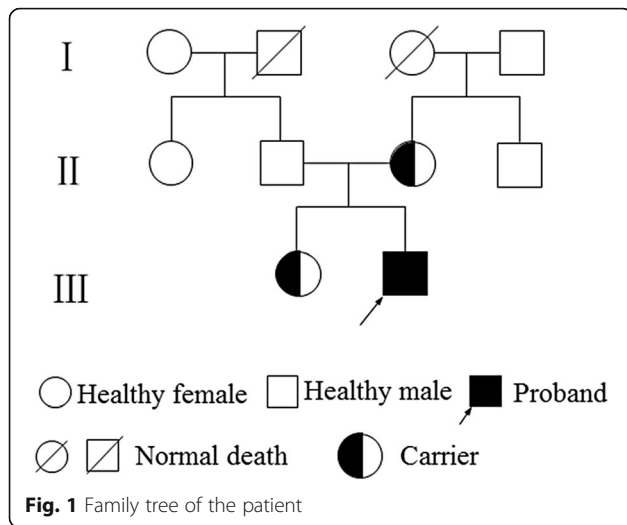 I
II
III
Healthy female Healthy male Proband
Normal death Carrier
Fig. 1 Family tree of the patient